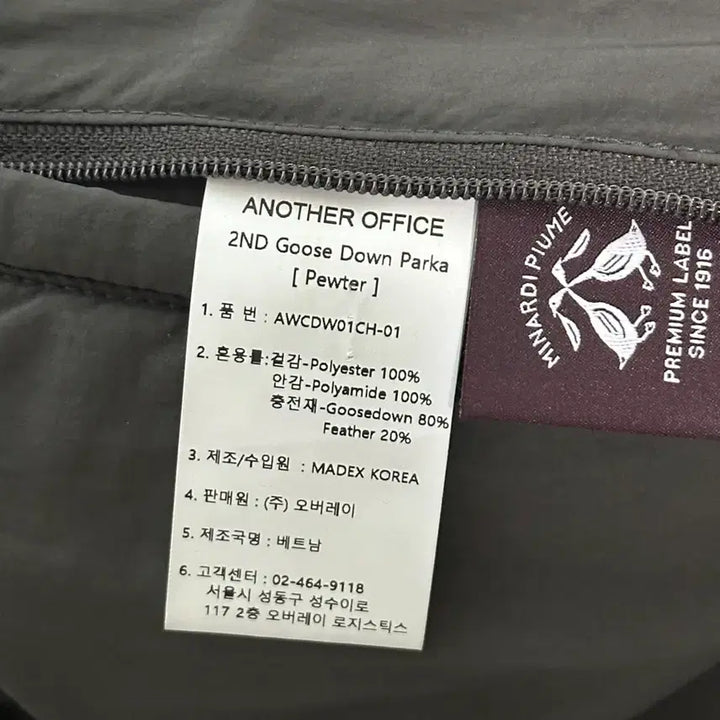 ANOTHER OFFICE
2ND Goose Down Parka
[ Pewter ]
1. 품 번 : AWCDW01CH-01
2. 혼용률:겉감-Polyester 100%
안감-Polyamide 100%
충전재-Goosedown 80%
Feather 20%
3. 제조/수입원 : MADEX KOREA
4. 판매원 : (주) 오버레이
5. 제조국명 : 베트남
6. 고객센터 : 02-464-9118
서울시 성동구 성수이로
117 2층 오버레이 로지스틱스
MINARDI PIUME
PREMIUM LABEL
SINCE 1916